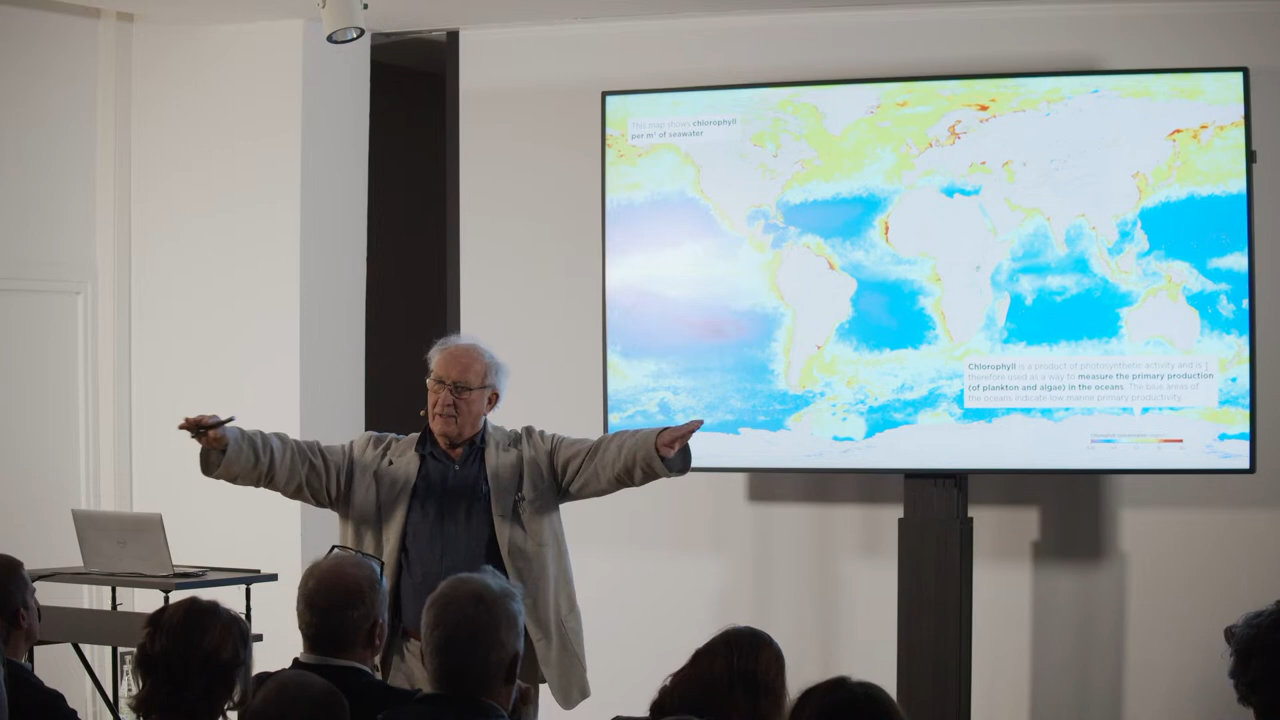 This map shows chlorophyll
per m³ of seawater
Chlorophyll is a product of photosynthetic activity and is
therefore used as a way to measure the primary production
(of plankton and algae) in the oceans. The blue areas of
the oceans indicate low marine primary productivity.